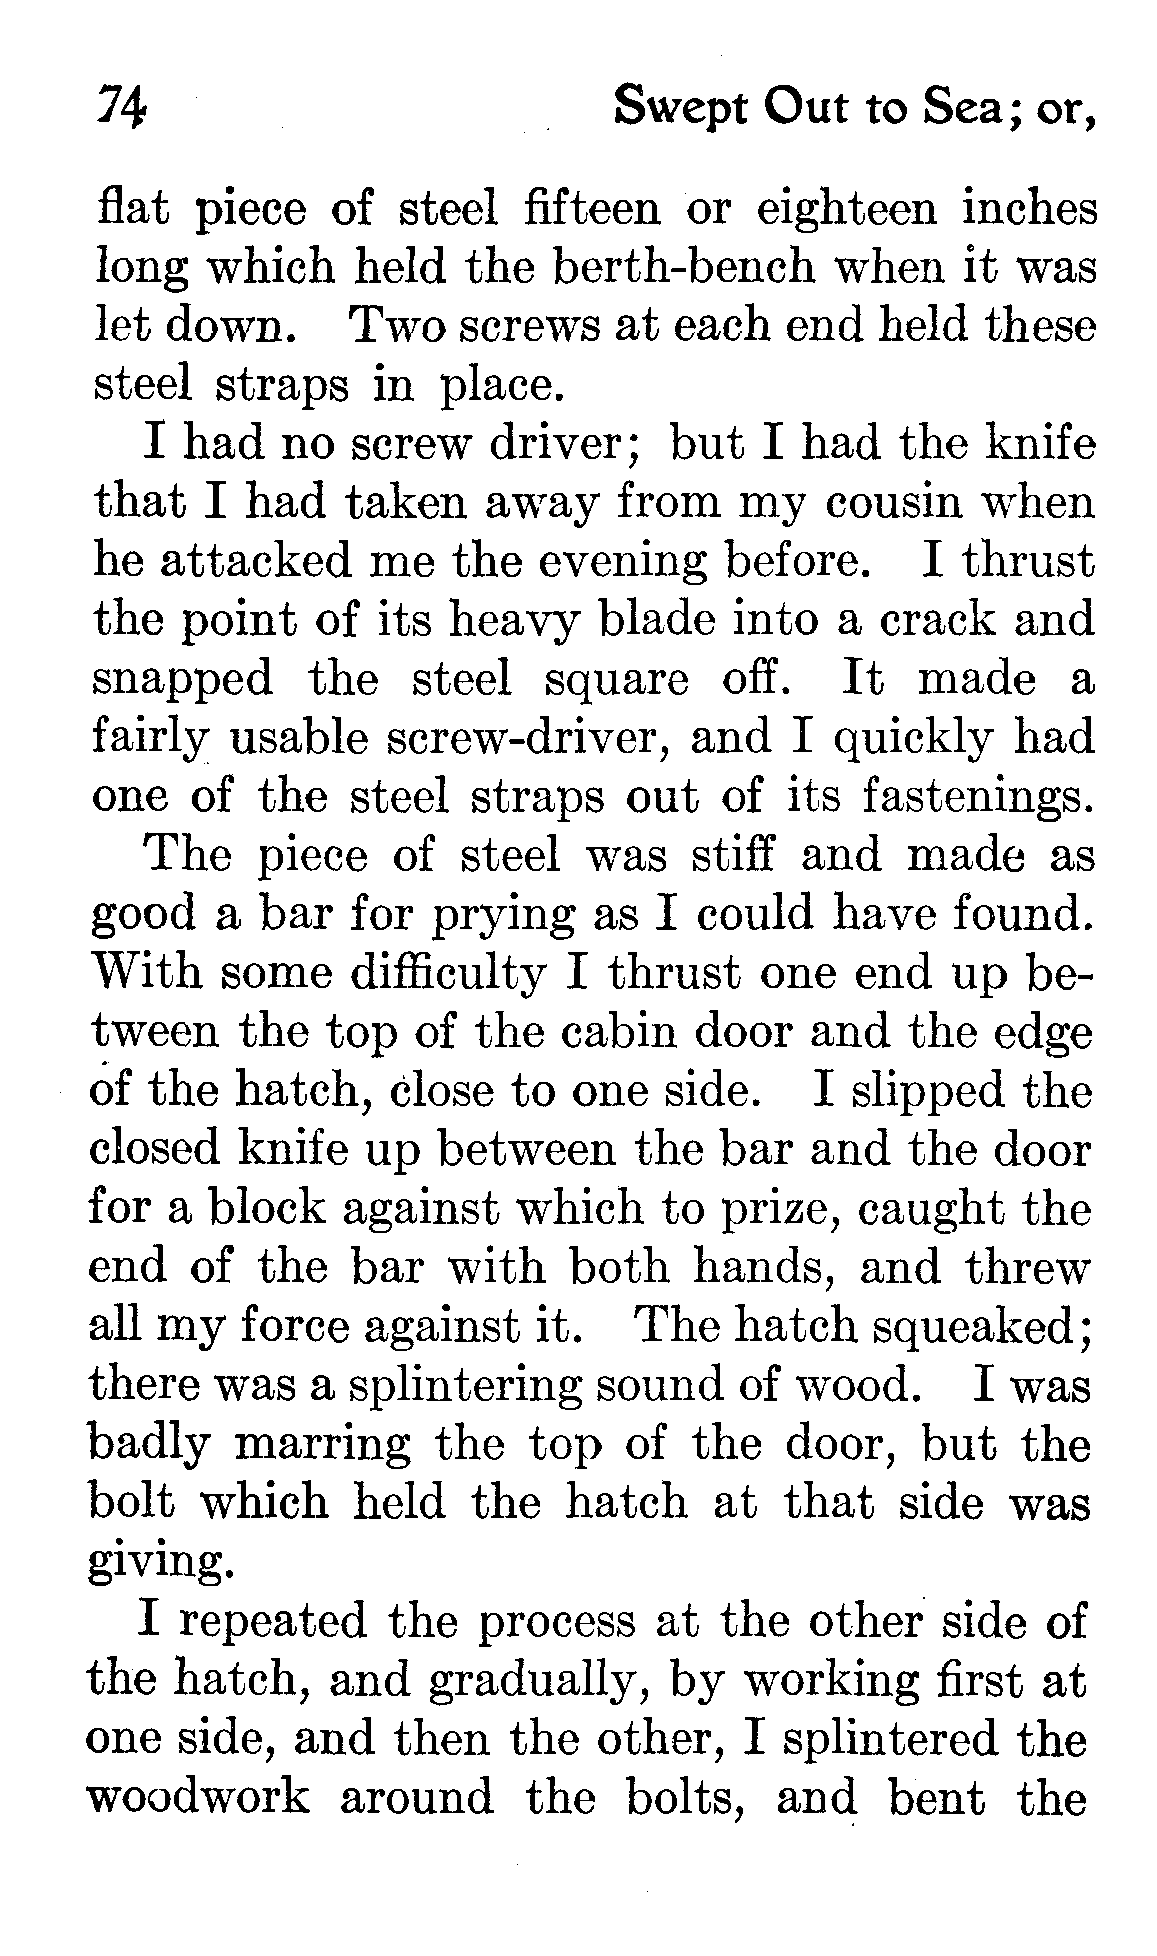 74 Swept Out to Sea; or,
flat piece of steel fifteen or eighteen inches
long which held the berth-bench when it was
let down. Two screws at each end held these
steel straps in place.
I had no screw driver; but I had the knife
that I had taken away from my cousin when
he attacked me the evening before. I thrust
the point of its heavy blade into a crack and
snapped the steel square off. It made a
fairly usable screw-driver, and I quickly had
one of the steel straps out of its fastenings.
The piece of steel was stiff and made as
good a bar for prying as I could have found.
With some difficulty I thrust one end up be-
tween the top of the cabin door and the edge
of the hatch, close to one side. I slipped the
closed knife up between the bar and the door
for a block against which to prize, caught the
end of the bar with both hands, and threw
all my force against it. The hatch squeaked;
there was a splintering sound of wood. I was
badly marring the top of the door, but the
bolt which held the hatch at that side was
giving.
I repeated the process at the other side of
the hatch, and gradually, by working first at
one side, and then the other, I splintered the
woodwork around the bolts, and bent the